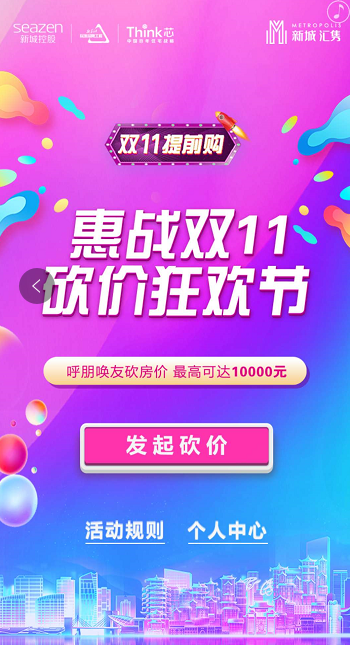 seazen
新城控股
Think芯
METROPOLIS
新城 汇隽
双11提前购
惠战双11
砍价狂欢节
呼朋唤友砍房价 最高可达10000元
发起砍价
活动规则 个人中心